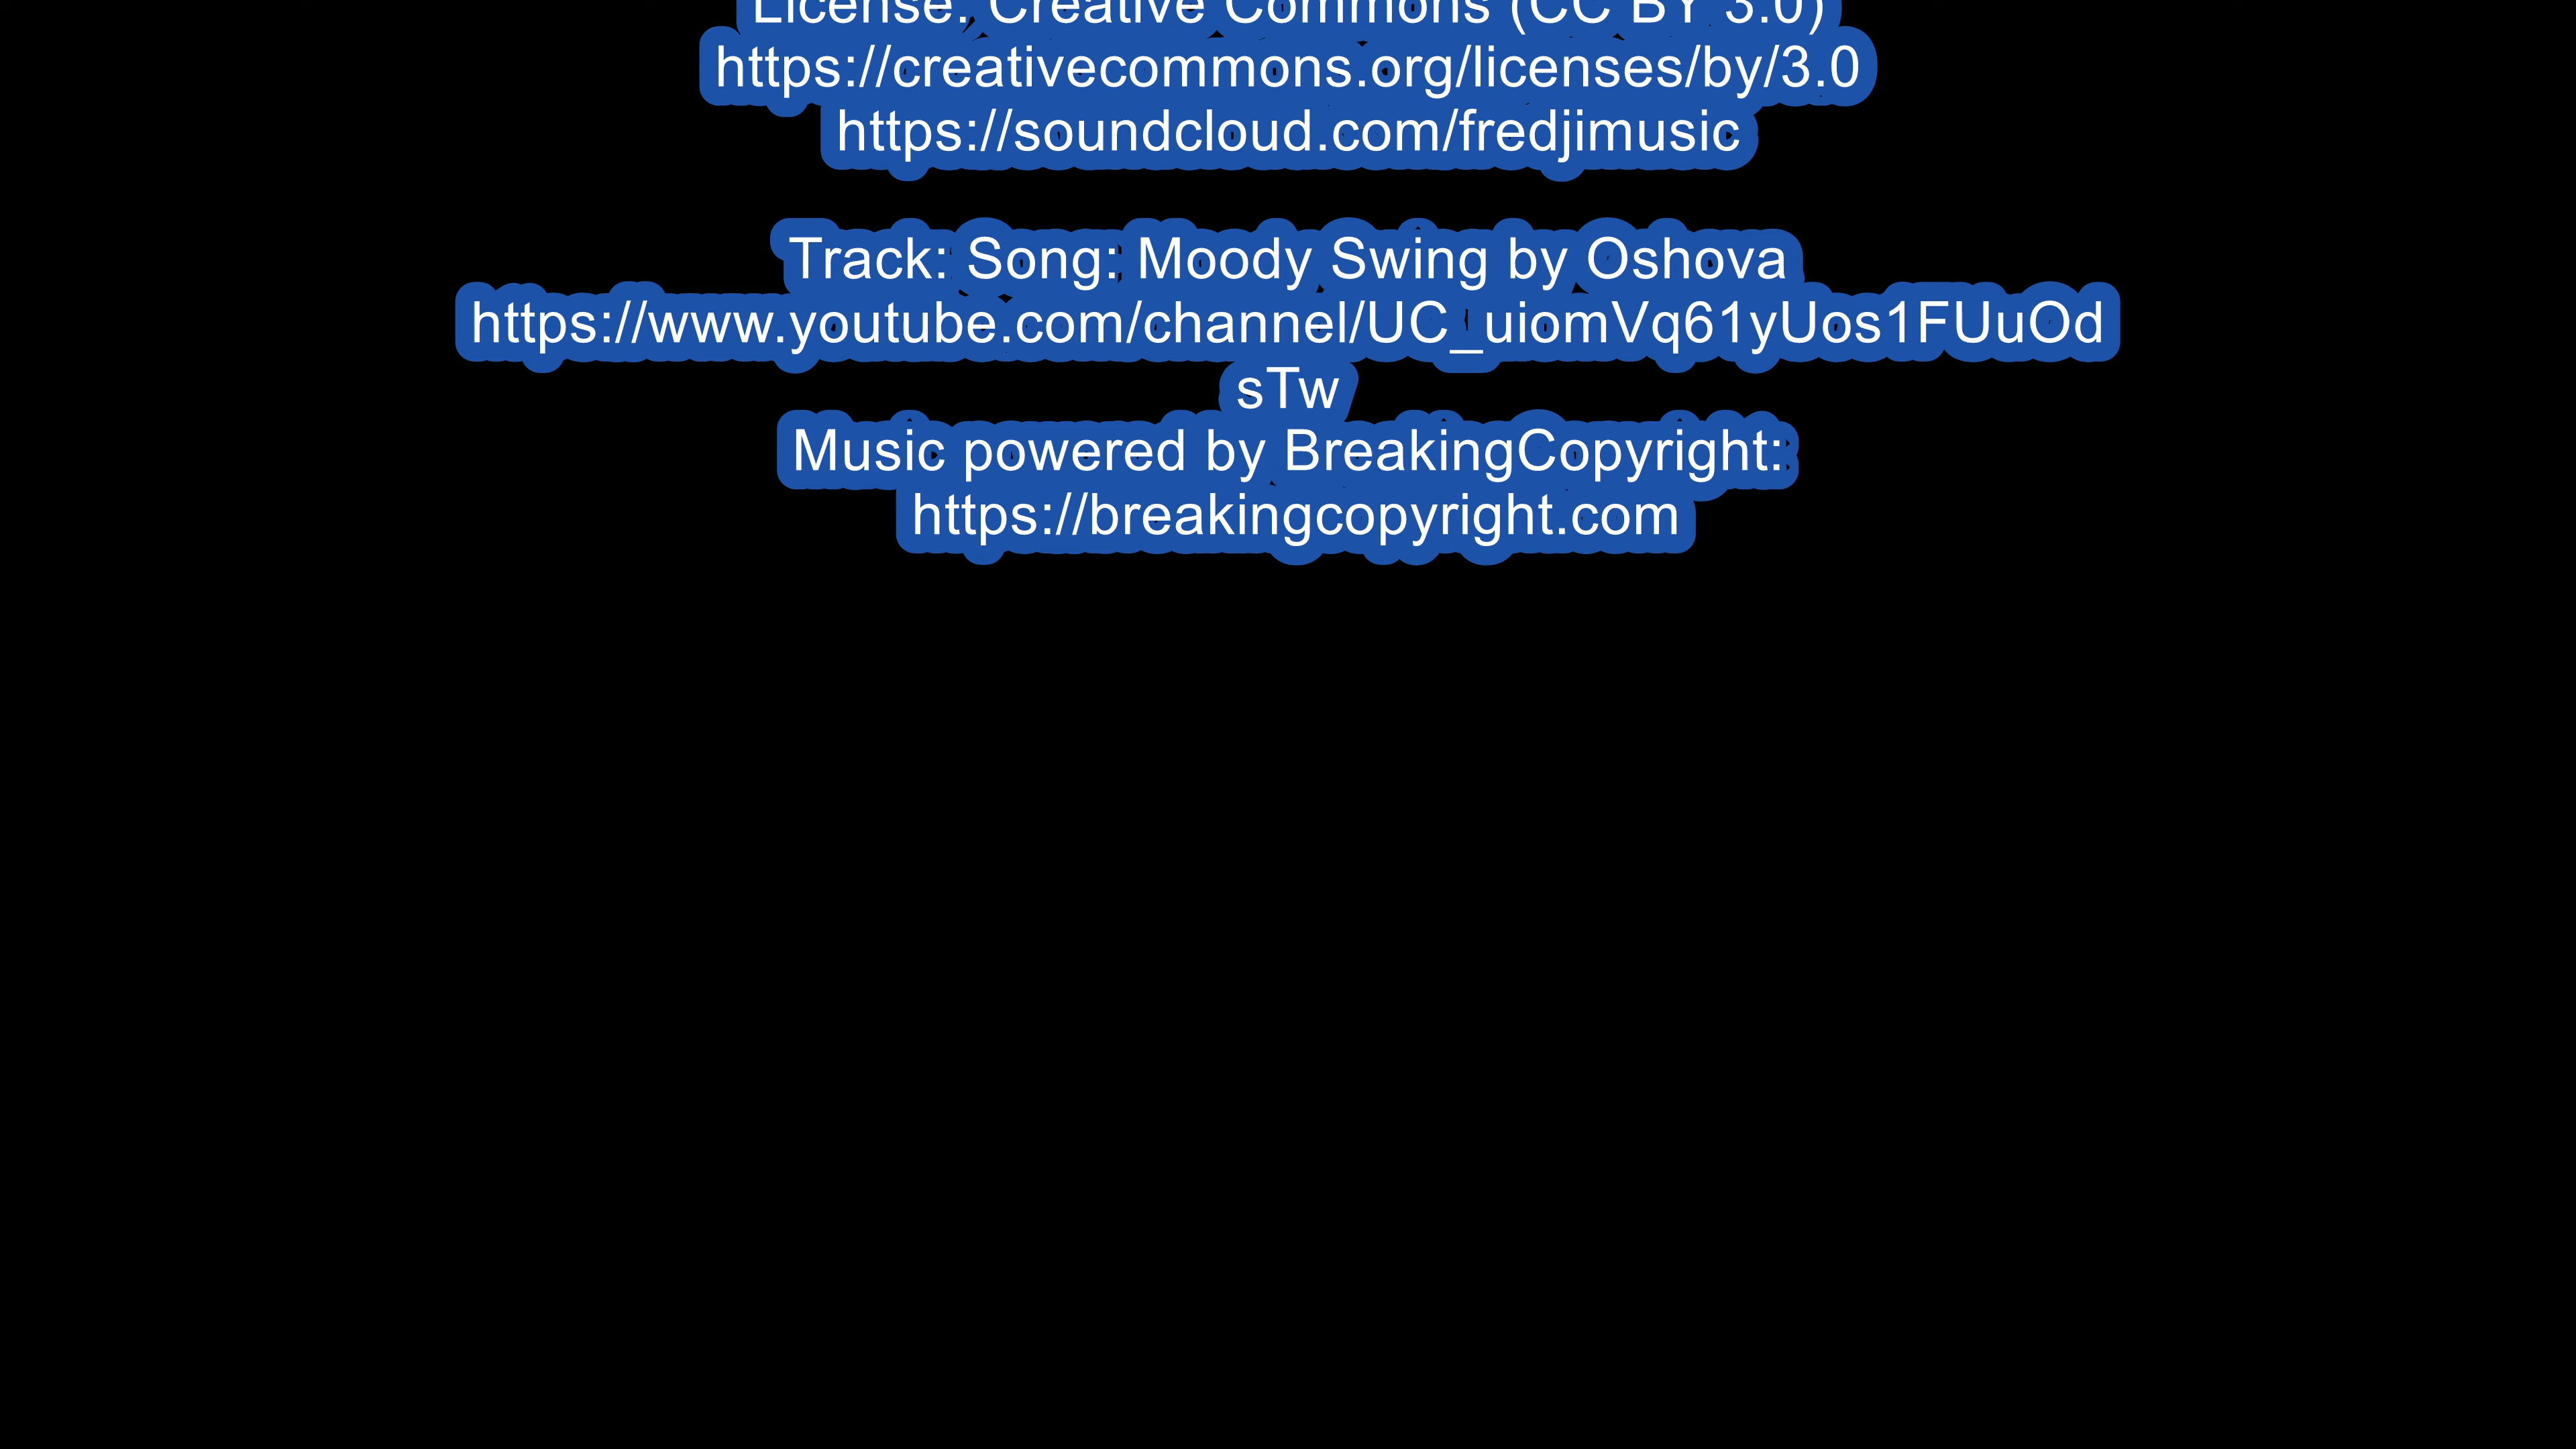 License: Creative Commons (CC BY 3.0)
https://creativecommons.org/licenses/by/3.0
https://soundcloud.com/fredjimusic
Track: Song: Moody Swing by Oshova
https://www.youtube.com/channel/UC_uiomVq61yUos1FUuOd
sTw
Music powered by BreakingCopyright:
https://breakingcopyright.com